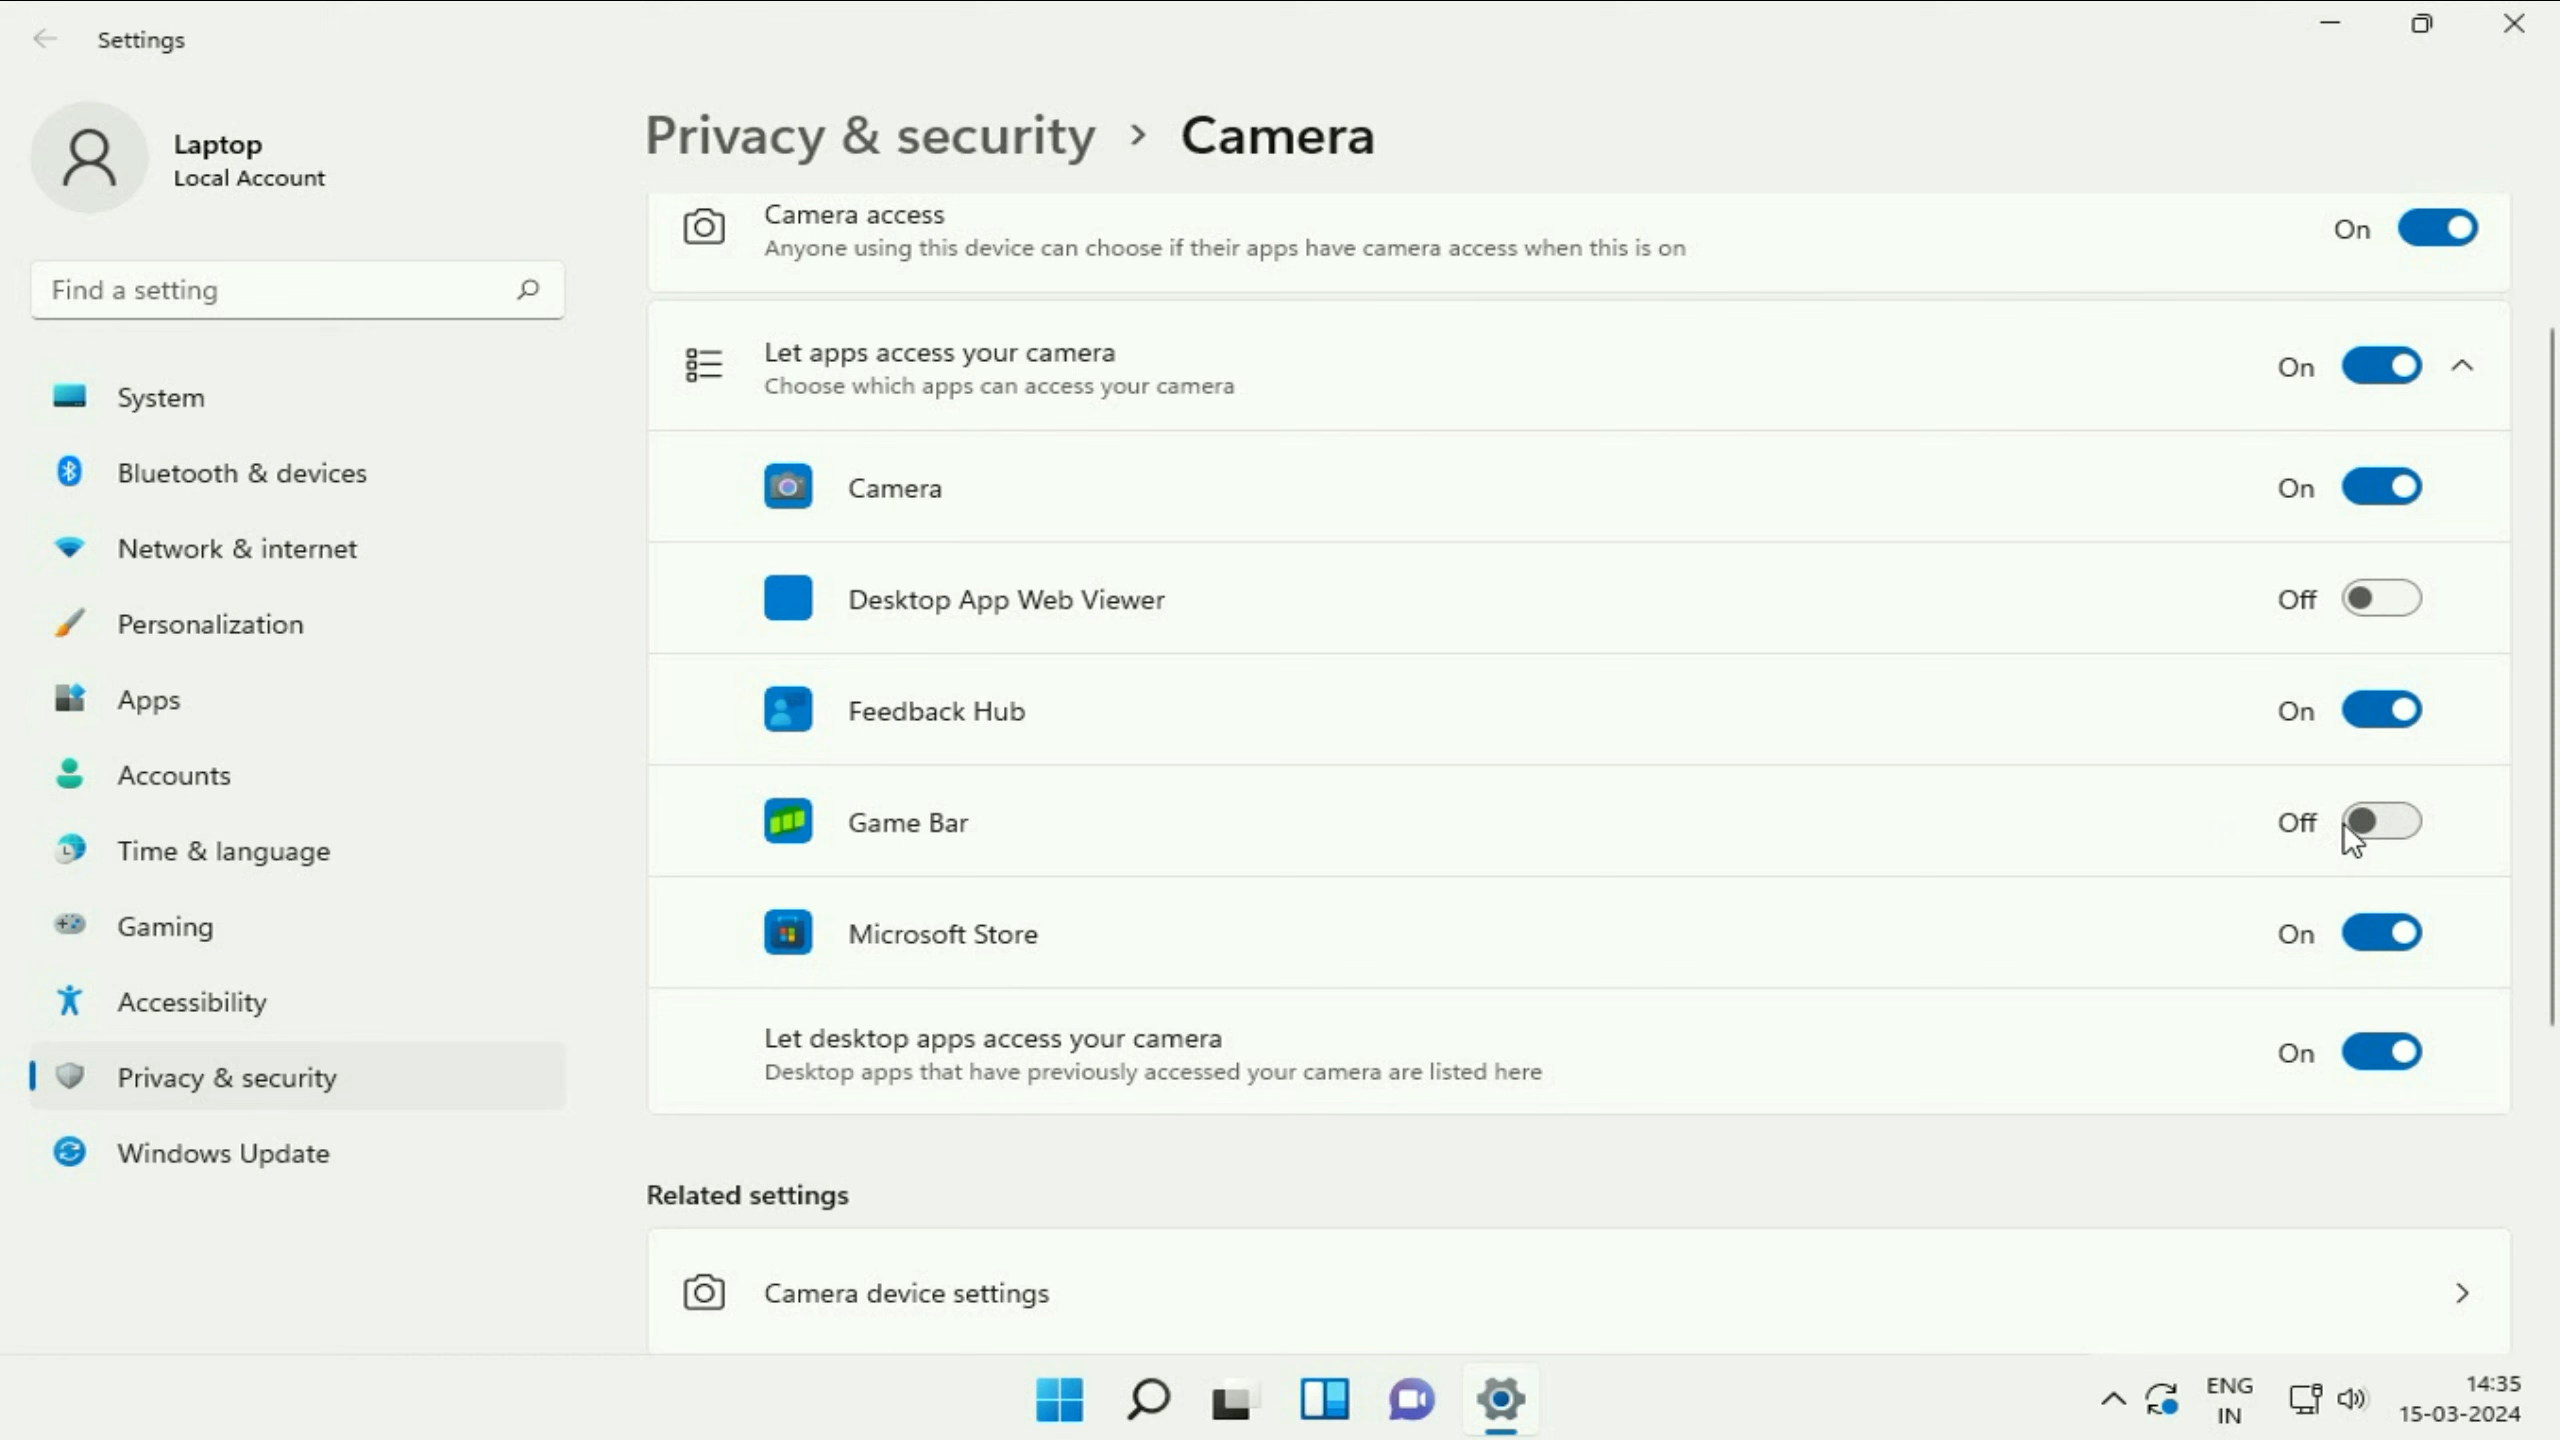 Settings
Laptop
Local Account
Find a setting
System
Bluetooth & devices
Network & internet
Personalization
Apps
Accounts
Time & language
Gaming
Accessibility
Privacy & security
Windows Update
Privacy & security > Camera
Camera access
Anyone using this device can choose if their apps have camera access when this is on
On
Let apps access your camera
Choose which apps can access your camera
On
Camera
On
Desktop App Web Viewer
Off
Feedback Hub
On
Game Bar
Off
Microsoft Store
On
Let desktop apps access your camera
Desktop apps that have previously accessed your camera are listed here
On
Related settings
Camera device settings
ENG
IN
14:35
15-03-2024